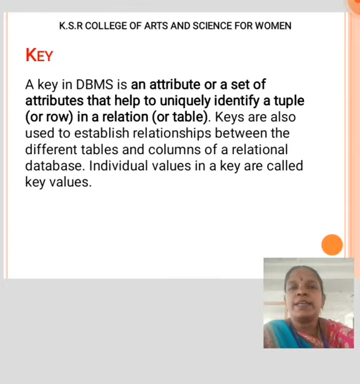 K.S.R COLLEGE OF ARTS AND SCIENCE FOR WOMEN
KEY
A key in DBMS is an attribute or a set of
attributes that help to uniquely identify a tuple
(or row) in a relation (or table). Keys are also
used to establish relationships between the
different tables and columns of a relational
database. Individual values in a key are called
key values.